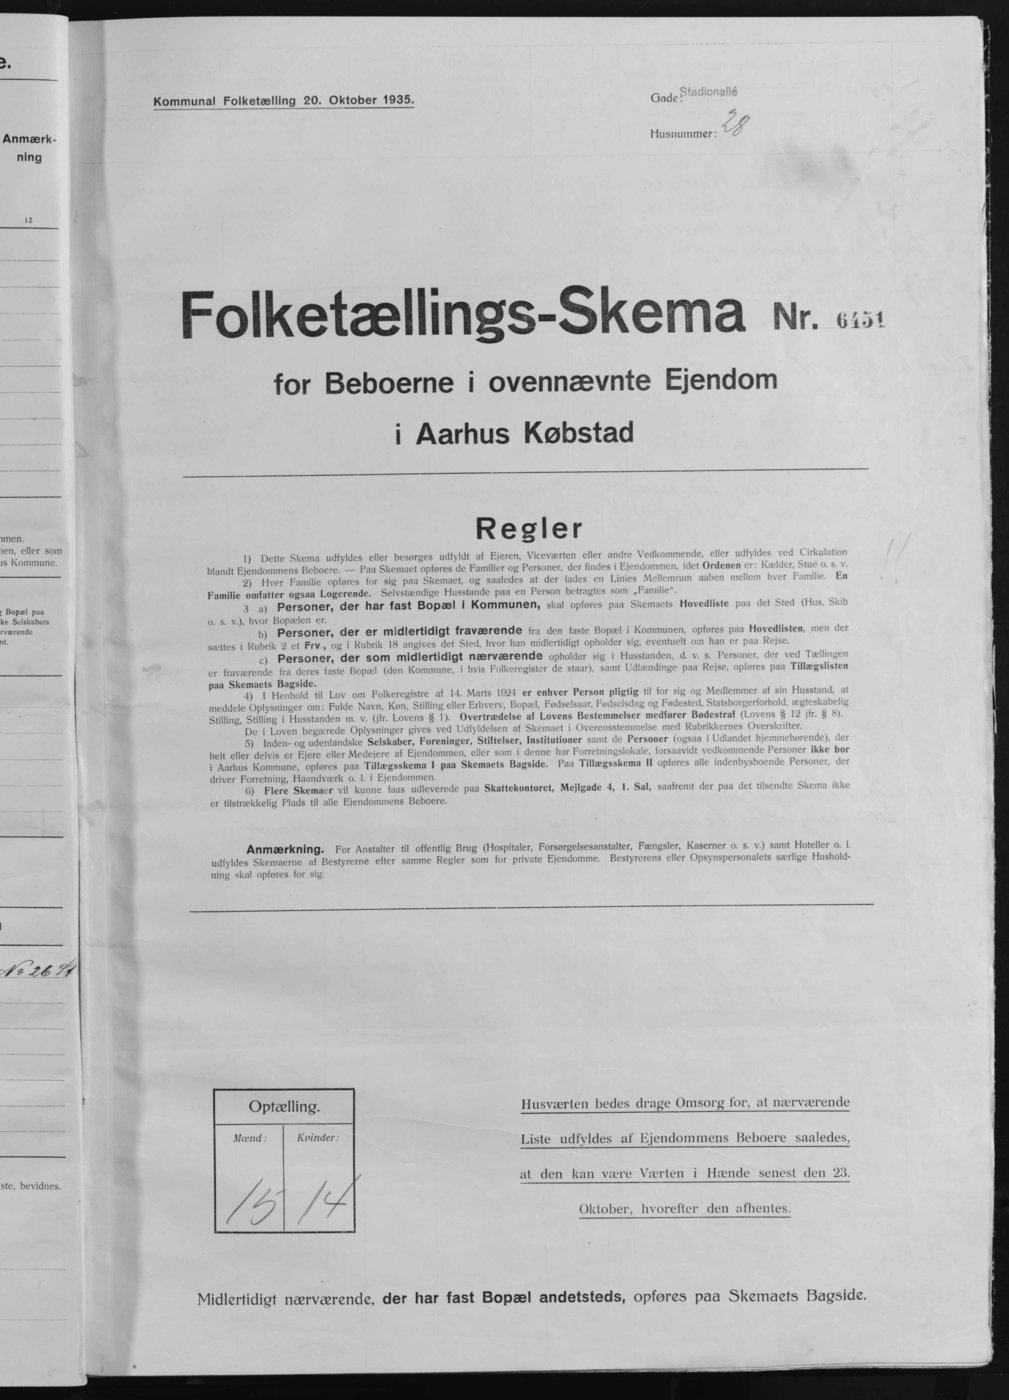 e.
Anmærk-
ning
12
mmen.
nen, eller som
us Kommune.
g Bopæl paa
ke Selskabers
rværende
nt.
No 26 St
ste, bevidnes.
Kommunal Folketælling 20. Oktober 1935.
Gade: Stadionallé
Husnummer: 28
Folketællings-Skema Nr. 6451
for Beboerne i ovennævnte Ejendom
i Aarhus Købstad
Regler
1) Dette Skema udfyldes eller besørges udfyldt af Ejeren, Viceværten eller andre Vedkommende, eller udfyldes ved Cirkulation
blandt Ejendommens Beboere. — Paa Skemaet opføres de Familier og Personer, der findes i Ejendommen, idet Ordenen er: Kælder, Stue o. s. v.
2) Hver Familie opføres for sig paa Skemaet, og saaledes at der lades en Linies Mellemrum aaben mellem hver Familie. En
Familie omfatter ogsaa Logerende. Selvstændige Husstande paa en Person betragtes som „Familie“.
3 a) Personer, der har fast Bopæl i Kommunen, skal opføres paa Skemaets Hovedliste paa det Sted (Hus, Skib
o. s. v.), hvor Bopælen er.
b) Personer, der er midlertidigt fraværende fra den faste Bopæl i Kommunen, opføres paa Hovedlisten, men der
sættes i Rubrik 2 et Frv, og i Rubrik 18 angives det Sted, hvor han midlertidigt opholder sig, eventuelt om han er paa Rejse.
c) Personer, der som midlertidigt nærværende opholder sig i Husstanden, d. v. s. Personer, der ved Tællingen
er fraværende fra deres faste Bopæl (den Kommune, i hvis Folkeregister de staar), samt Udlændinge paa Rejse, opføres paa Tillægslisten
paa Skemaets Bagside.
4) I Henhold til Lov om Folkeregistre af 14. Marts 1924 er enhver Person pligtig til for sig og Medlemmer af sin Husstand, at
meddele Oplysninger om: Fulde Navn, Køn, Stilling eller Erhverv, Bopæl, Fødselsaar, Fødselsdag og Fødested, Statsborgerforhold, ægteskabelig
Stilling, Stilling i Husstanden m. v. (jfr. Lovens § 1). Overtrædelse af Lovens Bestemmelser medfører Bødestraf (Lovens § 12 jfr. § 8).
De i Loven begærede Oplysninger gives ved Udfyldelsen af Skemaet i Overensstemmelse med Rubrikkernes Overskrifter.
5) Inden- og udenlandske Selskaber, Foreninger, Stiftelser, Institutioner samt de Personer (ogsaa i Udlandet hjemmehørende), der
helt eller delvis er Ejere eller Medejere af Ejendommen, eller som i denne har Forretningslokale, forsaavidt vedkommende Personer ikke bor
i Aarhus Kommune, opføres paa Tillægsskema I paa Skemaets Bagside. Paa Tillægsskema II opføres alle indenbysboende Personer, der
driver Forretning, Haandværk o. l. i Ejendommen.
6) Flere Skemaer vil kunne faas udleverede paa Skattekontoret, Mejlgade 4, 1. Sal, saafremt der paa det tilsendte Skema ikke
er tilstrækkelig Plads til alle Ejendommens Beboere.
Anmærkning. For Anstalter til offentlig Brug (Hospitaler, Forsørgelsesanstalter, Fængsler, Kaserner o. s. v.) samt Hoteller o. l.
udfyldes Skemaerne af Bestyrerne efter samme Regler som for private Ejendomme. Bestyrerens eller Opsynspersonalets særlige Hushold-
ning skal opføres for sig.
Optælling.
Mænd: Kvinder:
15 14
Husværten bedes drage Omsorg for, at nærværende
Liste udfyldes af Ejendommens Beboere saaledes,
at den kan være Værten i Hænde senest den 23.
Oktober, hvorefter den afhentes.
Midlertidigt nærværende, der har fast Bopæl andetsteds, opføres paa Skemaets Bagside.